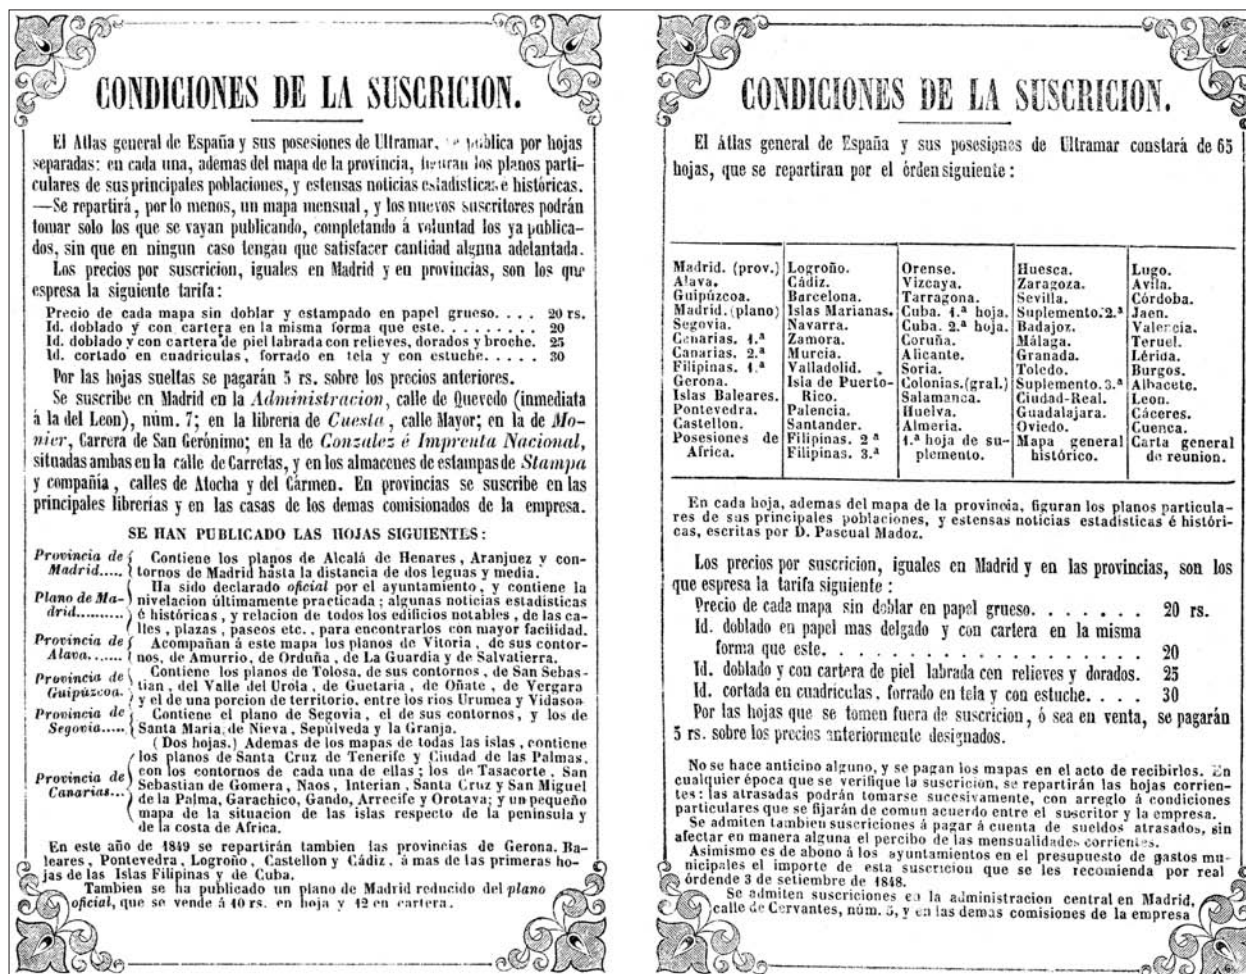 CONDICIONES DE LA SUSCRICION.
El Atlas general de España y sus posesiones de Ultramar, se publica por hojas
separadas: en cada una, ademas del mapa de la provincia, figuran los planos parti-
culares de sus principales poblaciones, y estensas noticias estadísticas é históricas.
—Se repartirá, por lo menos, un mapa mensual, y los nuevos suscritores podrán
tomar solo los que se vayan publicando, completando á voluntad los ya publica-
dos, sin que en ningun caso tengan que satisfacer cantidad alguna adelantada.
Los precios por suscricion, iguales en Madrid y en provincias, son los que
espresa la siguiente tarifa:
Precio de cada mapa sin doblar y estampado en papel grueso. . . . 20 rs.
Id. doblado y con cartera en la misma forma que este. . . . . . . . . 20
Id. doblado y con cartera de piel labrada con relieves, dorados y broche. 25
Id. cortado en cuadrículas, forrado en tela y con estuche. . . . . 30
Por las hojas sueltas se pagarán 5 rs. sobre los precios anteriores.
Se suscribe en Madrid en la Administracion, calle de Quevedo (inmediata
á la del Leon), núm. 7; en la librería de Cuesta, calle Mayor; en la de Mo-
nier, Carrera de San Gerónimo; en la de Gonzalez é Imprenta Nacional,
situadas ambas en la calle de Carretas, y en los almacenes de estampas de Stampa
y compañía, calles de Atocha y del Cármen. En provincias se suscribe en las
principales librerías y en las casas de los demas comisionados de la empresa.
SE HAN PUBLICADO LAS HOJAS SIGUIENTES:
Provincia de Madrid..... Contiene los planos de Alcalá de Henares, Aranjuez y con-
tornos de Madrid hasta la distancia de dos leguas y media.
Plano de Ma-drid......... Ha sido declarado oficial por el ayuntamiento, y contiene la
nivelacion últimamente practicada; algunas noticias estadísticas
é históricas, y relacion de todos los edificios notables, de las ca-
lles, plazas, paseos etc., para encontrarlos con mayor facilidad.
Provincia de Alava...... Acompañan á este mapa los planos de Vitoria, de sus contor-
nos, de Amurrio, de Orduña, de La Guardia y de Salvatierra.
Provincia de Guipúzcoa. Contiene los planos de Tolosa, de sus contornos, de San Sebas-
tian, del Valle del Urola, de Guetaria, de Oñate, de Vergara
y el de una porcion de territorio, entre los rios Urumea y Vidasoa
Provincia de Segovia..... Contiene el plano de Segovia, el de sus contornos, y los de
Santa María, de Nieva, Sepúlveda y la Granja.
Provincia de Canarias... (Dos hojas.) Ademas de los mapas de todas las islas, contiene
los planos de Santa Cruz de Tenerife y Ciudad de las Palmas,
con los contornos de cada una de ellas; los de Tasacorte, San
Sebastian de Gomera, Naos, Interian, Santa Cruz y San Miguel
de la Palma, Garachico, Gando, Arrecife y Orotava; y un pequeño
mapa de la situacion de las islas respecto de la península y
de la costa de Africa.
En este año de 1849 se repartirán tambien las provincias de Gerona, Ba-
leares, Pontevedra, Logroño, Castellon y Cádiz, á mas de las primeras ho-
jas de las Islas Filipinas y de Cuba.
Tambien se ha publicado un plano de Madrid reducido del plano
oficial, que se vende á 10 rs. en hoja y 12 en cartera.
CONDICIONES DE LA SUSCRICION.
El Atlas general de España y sus posesiones de Ultramar constará de 65
hojas, que se repartiran por el órden siguiente:
Madrid. (prov.)
Alava.
Guipúzcoa.
Madrid. (plano)
Segovia.
Canarias. 1.ª
Canarias. 2.ª
Filipinas. 1.ª
Gerona.
Islas Baleares.
Pontevedra.
Castellon.
Posesiones de
Africa.
Logroño.
Cádiz.
Barcelona.
Islas Marianas.
Navarra.
Zamora.
Murcia.
Valladolid.
Isla de Puerto-
Rico.
Palencia.
Santander.
Filipinas. 2.ª
Filipinas. 3.ª
Orense.
Vizcaya.
Tarragona.
Cuba. 1.ª hoja.
Cuba. 2.ª hoja.
Coruña.
Alicante.
Soria.
Colonias.(gral.)
Salamanca.
Huelva.
Almeria.
1.ª hoja de su-
plemento.
Huesca.
Zaragoza.
Sevilla.
Suplemento.2.ª
Badajoz.
Málaga.
Granada.
Toledo.
Suplemento.3.ª
Ciudad-Real.
Guadalajara.
Oviedo.
Mapa general
histórico.
Lugo.
Avila.
Córdoba.
Jaen.
Valencia.
Teruel.
Lérida.
Burgos.
Albacete.
Leon.
Cáceres.
Cuenca.
Carta general
de reunion.
En cada hoja, ademas del mapa de la provincia, figuran los planos particula-
res de sus principales poblaciones, y estensas noticias estadísticas é históri-
cas, escritas por D. Pascual Madoz.
Los precios por suscricion, iguales en Madrid y en las provincias, son los
que espresa la tarifa siguiente:
Precio de cada mapa sin doblar en papel grueso. . . . . . . 20 rs.
Id. doblado en papel mas delgado y con cartera en la misma
forma que este. . . . . . . . . . . . . . . . . . 20
Id. doblado y con cartera de piel labrada con relieves y dorados. 25
Id. cortada en cuadrículas, forrado en tela y con estuche. . . . 30
Por las hojas que se tomen fuera de suscricion, ó sea en venta, se pagarán
5 rs. sobre los precios anteriormente designados.
No se hace anticipo alguno, y se pagan los mapas en el acto de recibirlos. En
cualquier época que se verifique la suscricion, se repartirán las hojas corrien-
tes: las atrasadas podrán tomarse sucesivamente, con arreglo á condiciones
particulares que se fijarán de comun acuerdo entre el suscritor y la empresa.
Se admiten tambien suscriciones á pagar á cuenta de sueldos atrasados, sin
afectar en manera alguna el percibo de las mensualidades corrientes.
Asimismo es de abono á los ayuntamientos en el presupuesto de gastos mu-
nicipales el importe de esta suscricion que se les recomienda por real
órden de 3 de setiembre de 1848.
Se admiten suscriciones en la administracion central en Madrid,
calle de Cervantes, núm. 5, y en las demas comisiones de la empresa